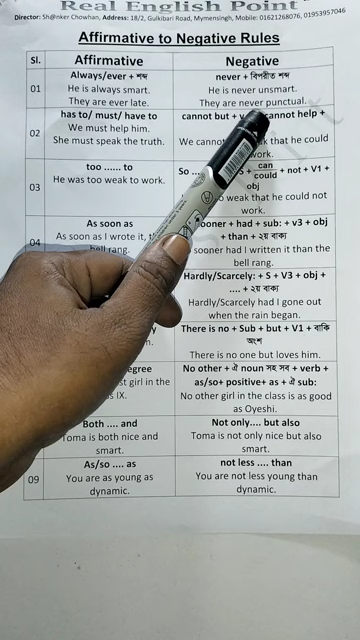 Real English Point
Director: Sh@nker Chowhan, Address: 18/2, Gulkibari Road, Mymensingh, Mobile: 01621268076, 01953957046
Affirmative to Negative Rules
Sl. Affirmative Negative
01 Always/ever + শব্দ never + বিপরীত শব্দ
He is always smart. He is never unsmart.
They are ever late. They are never punctual.
02 has to/ must/ have to cannot but + cannot help +
We must help him. We cannot
She must speak the truth. that he could
work.
03 too ...... to So ... + can/could + not + V1 +
obj
He was too weak to work. weak that he could not
work.
04 As soon as sooner + had + sub: + v3 + obj
+ than + ২য় বাক্য
As soon as I wrote it, sooner had I written it than the
bell rang. bell rang.
Hardly/Scarcely: + S + V3 + obj +
.... + ২য় বাক্য
Hardly/Scarcely had I gone out
when the rain began.
There is no + Sub + but + V1 + বাকি
অংশ
There is no one but loves him.
egree No other + ঐ noun সহ সব + verb +
as/so+ positive+ as + ঐ sub:
st girl in the No other girl in the class is as good
IX. as Oyeshi.
Both .... and Not only.... but also
Toma is both nice and Toma is not only nice but also
smart. smart.
09 As/so .... as not less .... than
You are as young as You are not less young than
dynamic. dynamic.